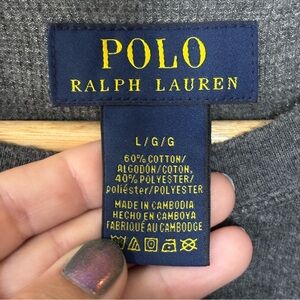 POLO
RALPH LAUREN
L/G/G
60% COTTON/
ALGODÓN/COTON,
40% POLYESTER/
poliéster/POLYESTER
MADE IN CAMBODIA
HECHO EN CAMBOYA
FABRIQUÉ AU CAMBODGE